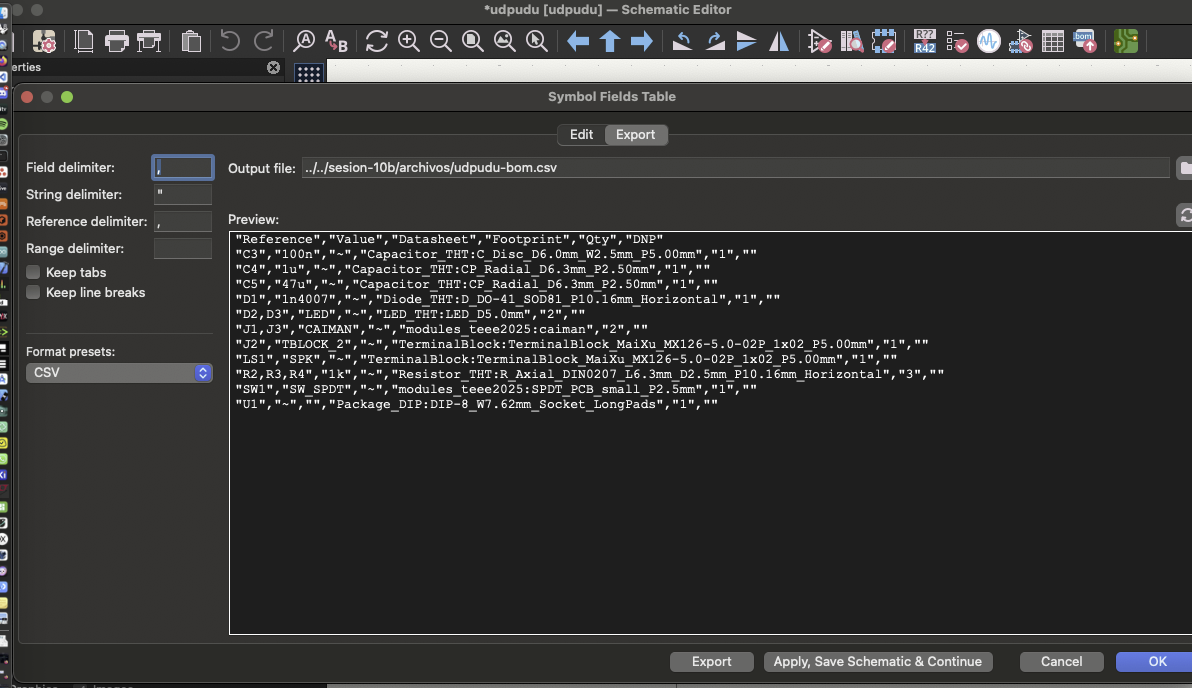 *udpudu [udpudu] — Schematic Editor
erties
Symbol Fields Table
Edit
Export
Field delimiter:
,
Output file:
../../sesion-10b/archivos/udpudu-bom.csv
String delimiter:
"
Reference delimiter:
,
Range delimiter:
Keep tabs
Keep line breaks
Format presets:
CSV
Preview:
"Reference","Value","Datasheet","Footprint","Qty","DNP"
"C3","100n","~","Capacitor_THT:C_Disc_D6.0mm_W2.5mm_P5.00mm","1",""
"C4","1u","~","Capacitor_THT:CP_Radial_D6.3mm_P2.50mm","1",""
"C5","47u","~","Capacitor_THT:CP_Radial_D6.3mm_P2.50mm","1",""
"D1","1n4007","~","Diode_THT:D_DO-41_SOD81_P10.16mm_Horizontal","1",""
"D2,D3","LED","~","LED_THT:LED_D5.0mm","2",""
"J1,J3","CAIMAN","~","modules_teee2025:caiman","2",""
"J2","TBLOCK_2","~","TerminalBlock:TerminalBlock_MaiXu_MX126-5.0-02P_1x02_P5.00mm","1",""
"LS1","SPK","~","TerminalBlock:TerminalBlock_MaiXu_MX126-5.0-02P_1x02_P5.00mm","1",""
"R2,R3,R4","1k","~","Resistor_THT:R_Axial_DIN0207_L6.3mm_D2.5mm_P10.16mm_Horizontal","3",""
"SW1","SW_SPDT","~","modules_teee2025:SPDT_PCB_small_P2.5mm","1",""
"U1","~","","Package_DIP:DIP-8_W7.62mm_Socket_LongPads","1",""
Export
Apply, Save Schematic & Continue
Cancel
OK